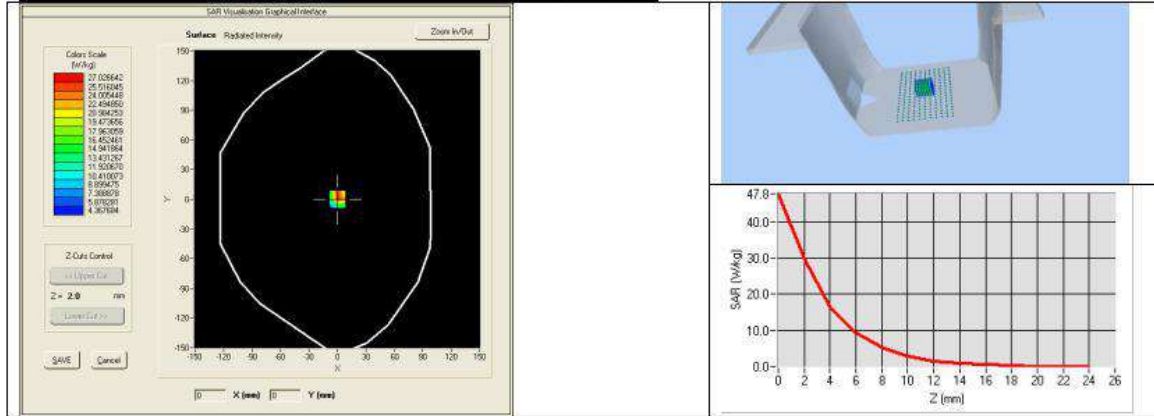 SAR Visualisation Graphical Interface
Surface Radiated Intensity
Zoom In/Out
Colors Scale
(W/kg)
27.026642
25.516045
24.005448
22.494850
20.984253
19.473656
17.963059
16.452461
14.941864
13.431267
11.920670
10.410073
8.899475
7.388878
5.878281
4.367684
Z-Cuts Control
<< Upper Cut
Z = 2.0 mm
Lower Cut >>
SAVE Cancel
150
120
90
60
30
0
-30
-60
-90
-120
-150
Y
-150 -120 -90 -60 -30 0 30 60 90 120 150
X
0 X (mm) 0 Y (mm)
47.8
40.0
30.0
20.0
10.0
0.0
SAR (W/kg)
0 2 4 6 8 10 12 14 16 18 20 22 24 26
Z (mm)